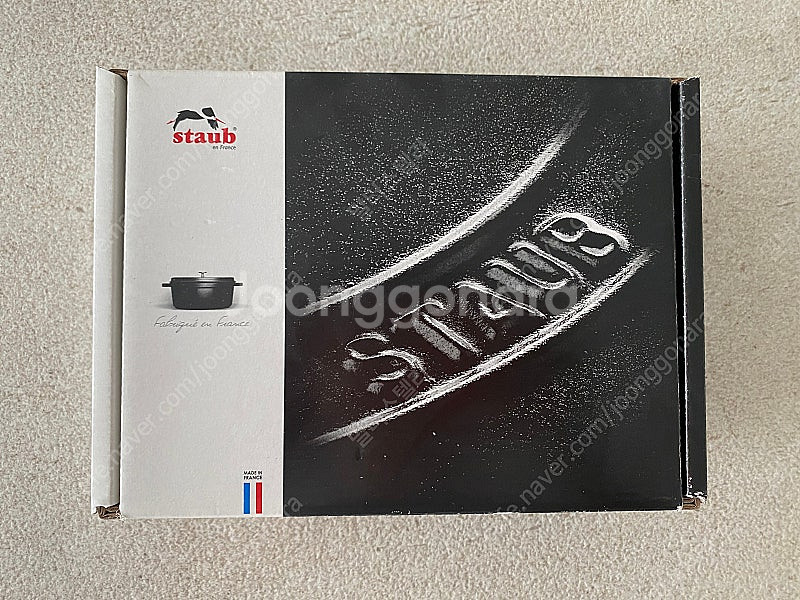 staub
en France
Fabriqué en France
MADE IN
FRANCE
STAUB
Joonggonara